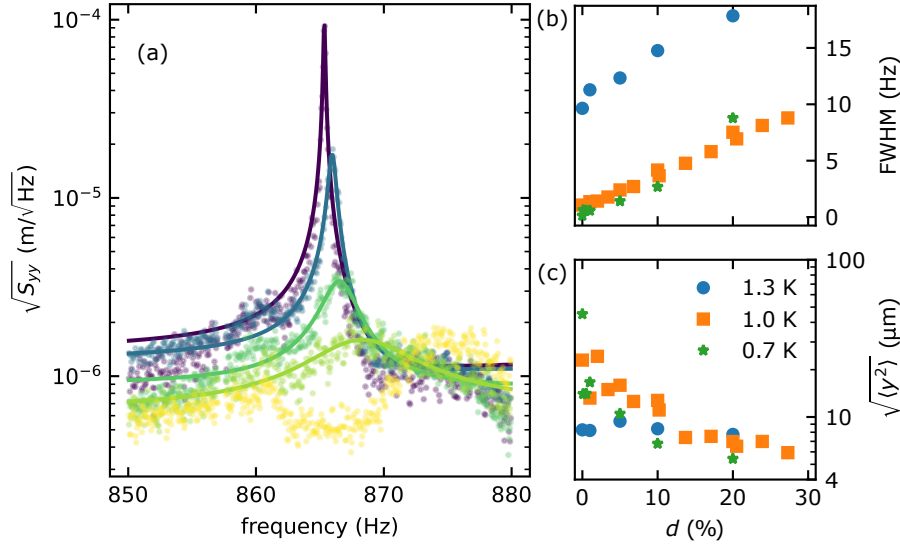 (a)
10⁻⁴
10⁻⁵
10⁻⁶
√S_yy (m/√Hz)
850
860
870
880
frequency (Hz)
(b)
15
10
5
0
FWHM (Hz)
(c)
1.3 K
1.0 K
0.7 K
100
10
4
√⟨y²⟩ (μm)
0
10
20
30
d (%)